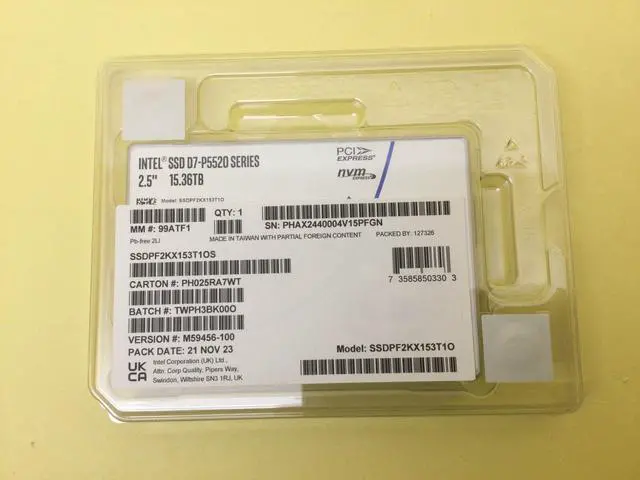 INTEL® SSD D7-P5520 SERIES
2.5" 15.36TB
PCI EXPRESS®
nvm EXPRESS
Model: SSDPF2KX153T1O
MM #: 99ATF1
QTY: 1
SN: PHAX2440004V15PFGN
Pb-free 2LI
MADE IN TAIWAN WITH PARTIAL FOREIGN CONTENT
PACKED BY: 127326
SSDPF2KX153T1OS
CARTON #: PH025RA7WT
7 3585850330 3
BATCH #: TWPH3BK00O
VERSION #: M59456-100
PACK DATE: 21 NOV 23
Model: SSDPF2KX153T1O
UK CA
Intel Corporation (UK) Ltd.,
Attn: Corp Quality, Pipers Way,
Swindon, Wiltshire SN3 1RJ, UK